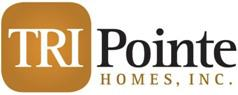 TRI Pointe
HOMES, INC.